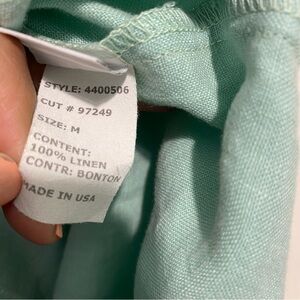 STYLE: 4400506
CUT # 97249
SIZE: M
CONTENT:
100% LINEN
CONTR: BONTON
MADE IN USA